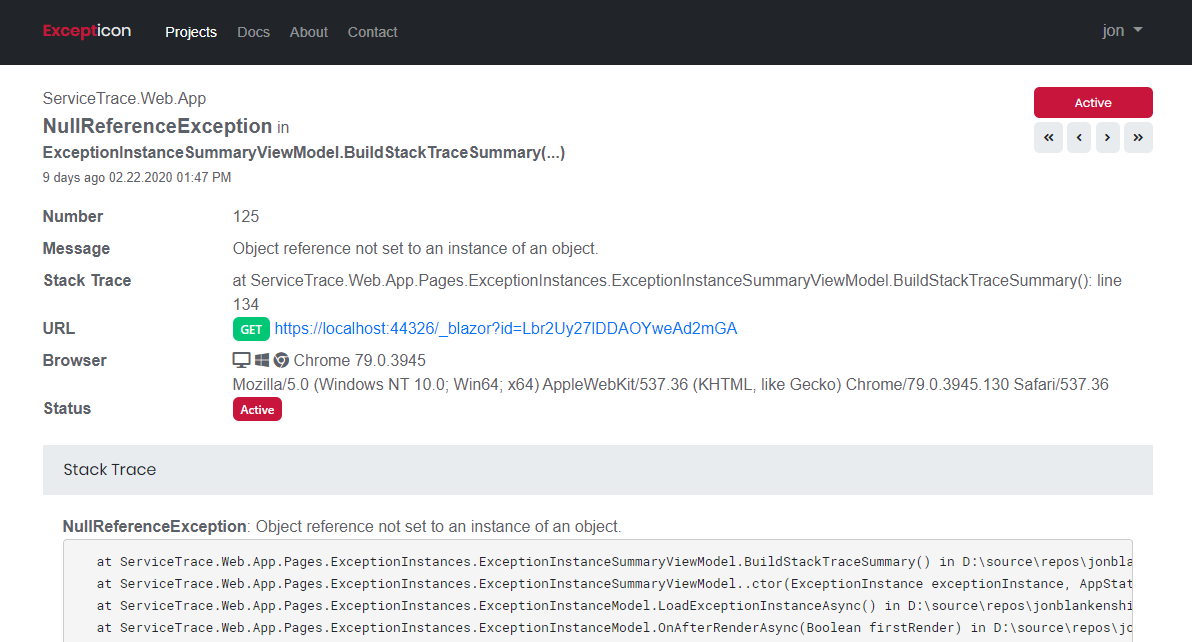 Excepticon Projects Docs About Contact jon
ServiceTrace.Web.App
Active
NullReferenceException in
ExceptionInstanceSummaryViewModel.BuildStackTraceSummary(...)
9 days ago 02.22.2020 01:47 PM
Number 125
Message Object reference not set to an instance of an object.
Stack Trace at ServiceTrace.Web.App.Pages.ExceptionInstances.ExceptionInstanceSummaryViewModel.BuildStackTraceSummary(): line
134
URL GET https://localhost:44326/_blazor?id=Lbr2Uy27IDDAOYweAd2mGA
Browser Chrome 79.0.3945
Mozilla/5.0 (Windows NT 10.0; Win64; x64) AppleWebKit/537.36 (KHTML, like Gecko) Chrome/79.0.3945.130 Safari/537.36
Status Active
Stack Trace
NullReferenceException: Object reference not set to an instance of an object.
at ServiceTrace.Web.App.Pages.ExceptionInstances.ExceptionInstanceSummaryViewModel.BuildStackTraceSummary() in D:\source\repos\jonbla
at ServiceTrace.Web.App.Pages.ExceptionInstances.ExceptionInstanceSummaryViewModel..ctor(ExceptionInstance exceptionInstance, AppStat
at ServiceTrace.Web.App.Pages.ExceptionInstances.ExceptionInstanceModel.LoadExceptionInstanceAsync() in D:\source\repos\jonblankenshi
at ServiceTrace.Web.App.Pages.ExceptionInstances.ExceptionInstanceModel.OnAfterRenderAsync(Boolean firstRender) in D:\source\repos\jo